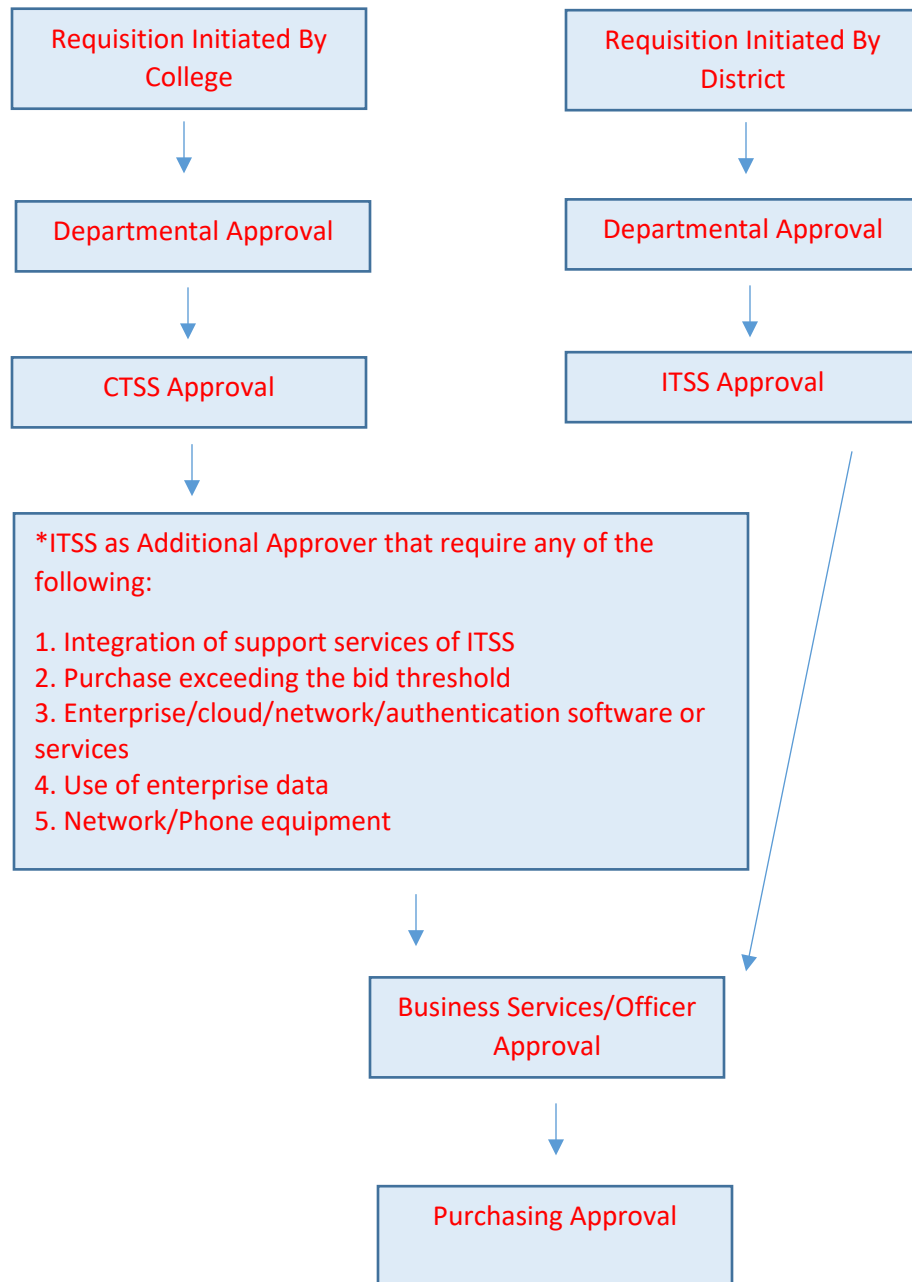 Requisition Initiated By
College
Requisition Initiated By
District
Departmental Approval
Departmental Approval
CTSS Approval
ITSS Approval
*ITSS as Additional Approver that require any of the
following:
1. Integration of support services of ITSS
2. Purchase exceeding the bid threshold
3. Enterprise/cloud/network/authentication software or
services
4. Use of enterprise data
5. Network/Phone equipment
Business Services/Officer
Approval
Purchasing Approval